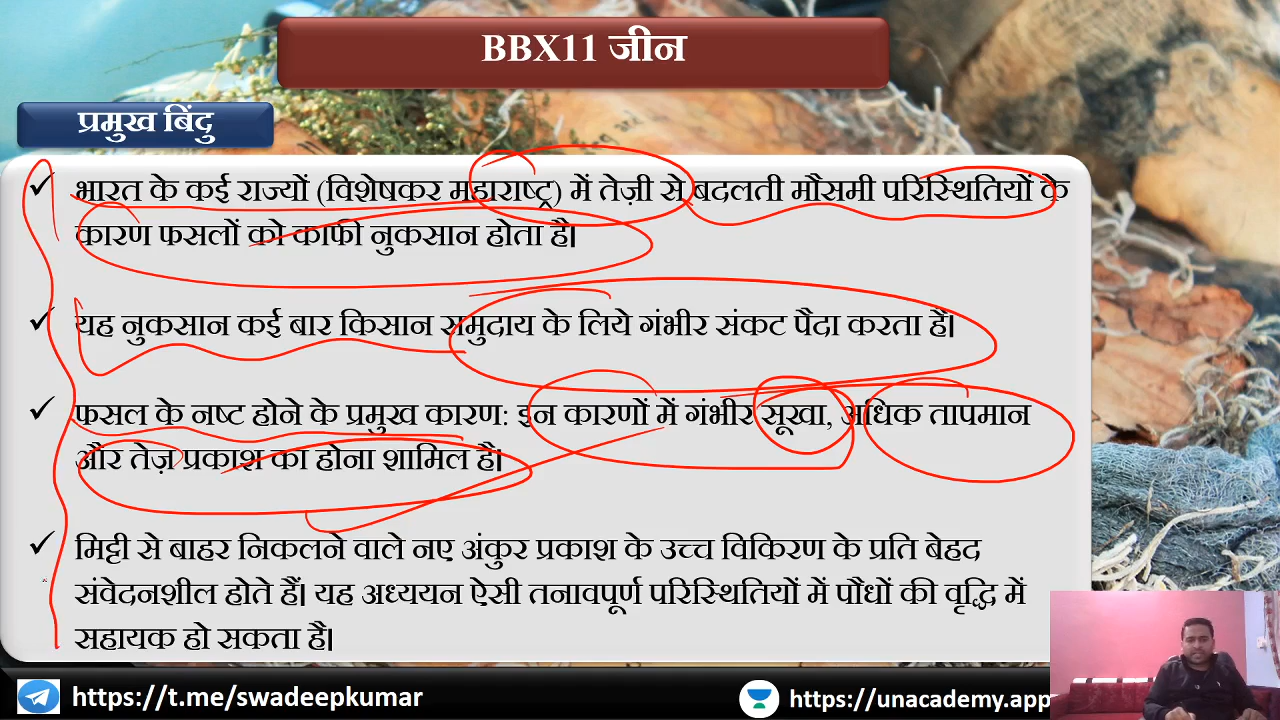 BBX11 जीन
प्रमुख बिंदु
✓ भारत के कई राज्यों (विशेषकर महाराष्ट्र) में तेज़ी से बदलती मौसमी परिस्थितियों के
कारण फसलों को काफी नुकसान होता है।
✓ यह नुकसान कई बार किसान समुदाय के लिये गंभीर संकट पैदा करता है।
✓ फसल के नष्ट होने के प्रमुख कारण: इन कारणों में गंभीर सूखा, अधिक तापमान
और तेज़ प्रकाश का होना शामिल है।
✓ मिट्टी से बाहर निकलने वाले नए अंकुर प्रकाश के उच्च विकिरण के प्रति बेहद
संवेदनशील होते हैं। यह अध्ययन ऐसी तनावपूर्ण परिस्थितियों में पौधों की वृद्धि में
सहायक हो सकता है।
https://t.me/swadeepkumar
https://unacademy.app